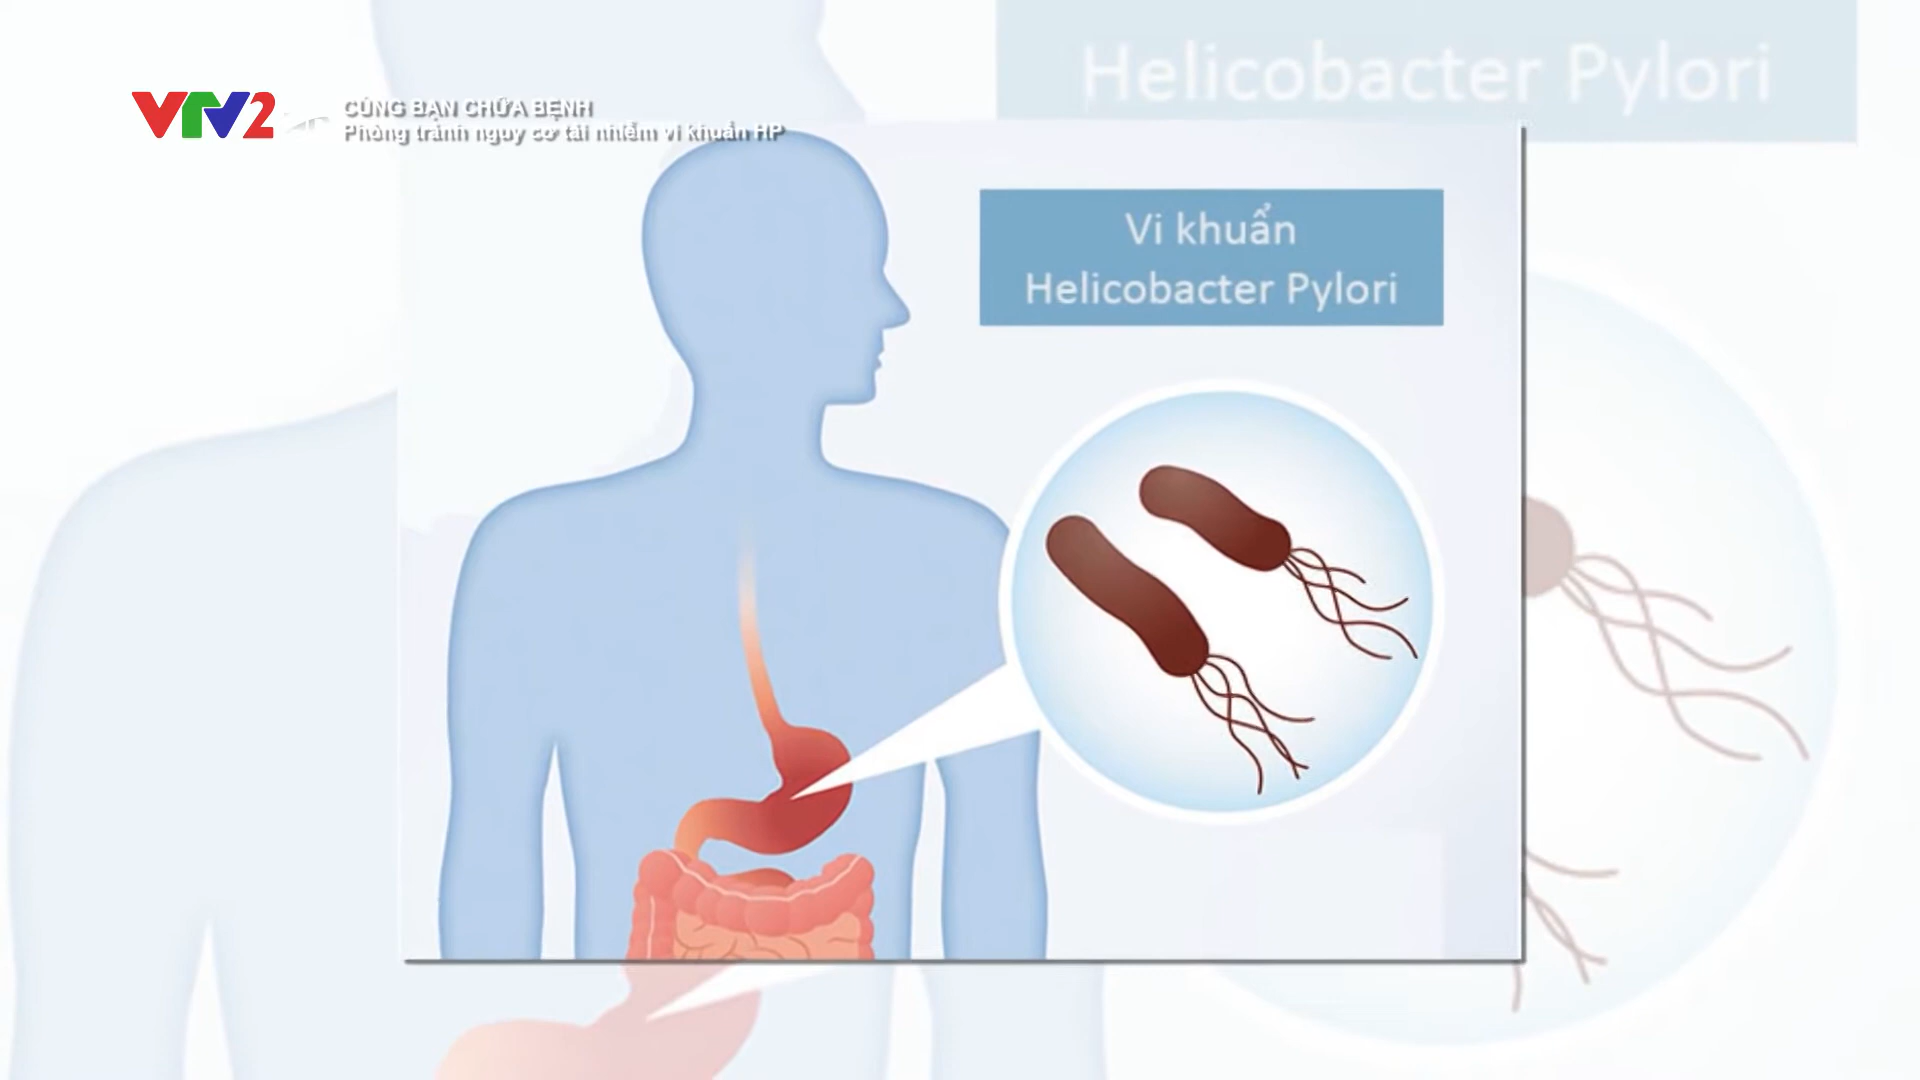 Helicobacter Pylori
VTV2
CÙNG BẠN CHỮA BỆNH
Phòng tránh nguy cơ tái nhiễm vi khuẩn HP
Vi khuẩn
Helicobacter Pylori